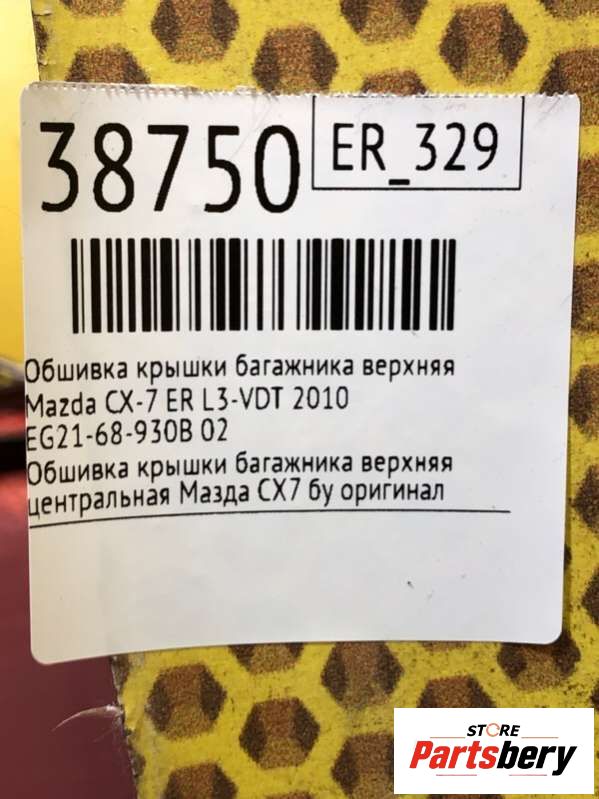 38750
ER_329
Обшивка крышки багажника верхняя
Mazda CX-7 ER L3-VDT 2010
EG21-68-930B 02
Обшивка крышки багажника верхняя
центральная Мазда СХ7 бу оригинал
STORE
Partsbery